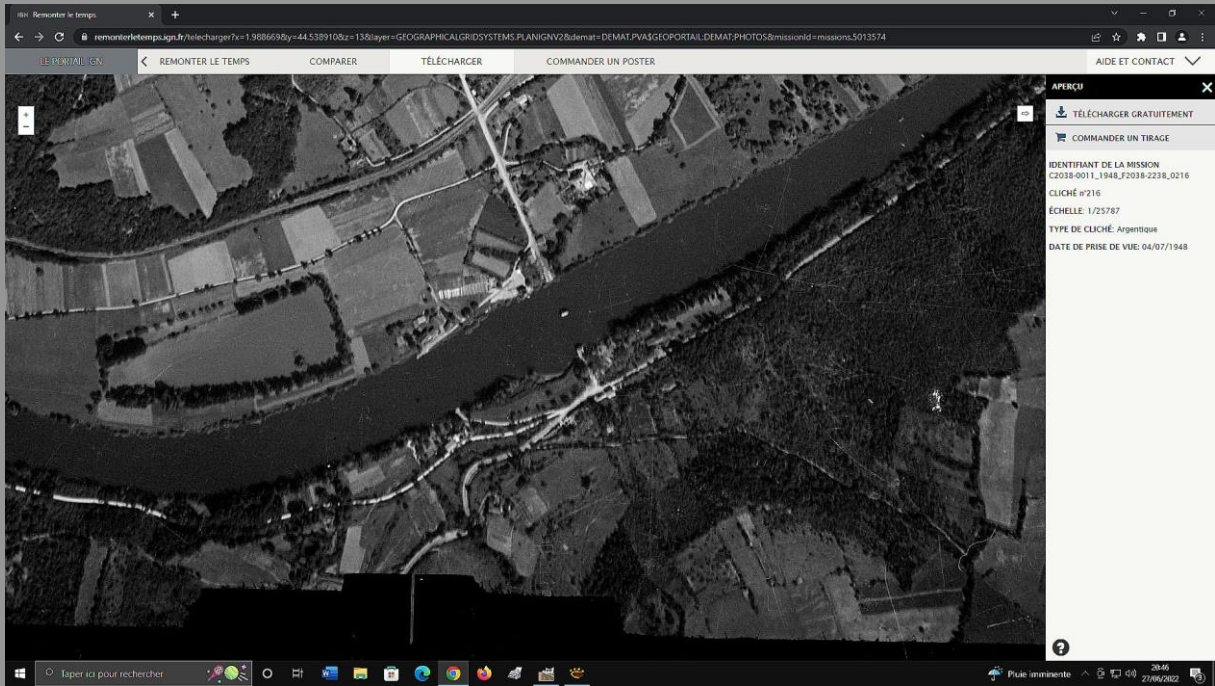 Remonter le temps
remonterletemps.ign.fr/telecharger?x=1.988669&y=44.538910&z=13&layer=GEOGRAPHICALGRIDSYSTEMS.PLANIGNV2&demat=DEMAT.PVA$GEOPORTAIL:DEMAT;PHOTOS&missionId=missions.5013574
LE PORTAIL IGN
REMONTER LE TEMPS
COMPARER
TÉLÉCHARGER
COMMANDER UN POSTER
AIDE ET CONTACT
+
−
APERÇU
TÉLÉCHARGER GRATUITEMENT
COMMANDER UN TIRAGE
IDENTIFIANT DE LA MISSION
C2038-0011_1948_F2038-2238_0216
CLICHÉ n°216
ÉCHELLE: 1/25787
TYPE DE CLICHÉ: Argentique
DATE DE PRISE DE VUE: 04/07/1948
?
Taper ici pour rechercher
Pluie imminente
20:46
27/06/2022
3